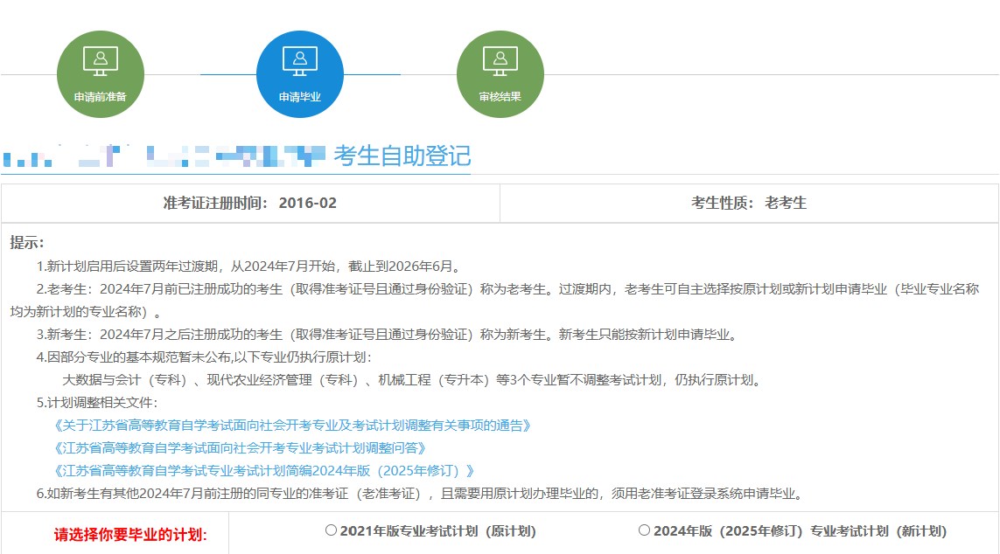 申请前准备
申请毕业
审核结果
考生自助登记
准考证注册时间： 2016-02
考生性质： 老考生
提示：
1.新计划启用后设置两年过渡期，从2024年7月开始，截止到2026年6月。
2.老考生：2024年7月前已注册成功的考生（取得准考证号且通过身份验证）称为老考生。过渡期内，老考生可自主选择按原计划或新计划申请毕业（毕业专业名称
均为新计划的专业名称）。
3.新考生：2024年7月之后注册成功的考生（取得准考证号且通过身份验证）称为新考生。新考生只能按新计划申请毕业。
4.因部分专业的基本规范暂未公布,以下专业仍执行原计划：
大数据与会计（专科）、现代农业经济管理（专科）、机械工程（专升本）等3个专业暂不调整考试计划，仍执行原计划。
5.计划调整相关文件：
《关于江苏省高等教育自学考试面向社会开考专业及考试计划调整有关事项的通告》
《江苏省高等教育自学考试面向社会开考专业考试计划调整问答》
《江苏省高等教育自学考试专业考试计划简编2024年版（2025年修订）》
6.如新考生有其他2024年7月前注册的同专业的准考证（老准考证），且需要用原计划办理毕业的，须用老准考证登录系统申请毕业。
请选择你要毕业的计划:
2021年版专业考试计划（原计划）
2024年版（2025年修订）专业考试计划（新计划）